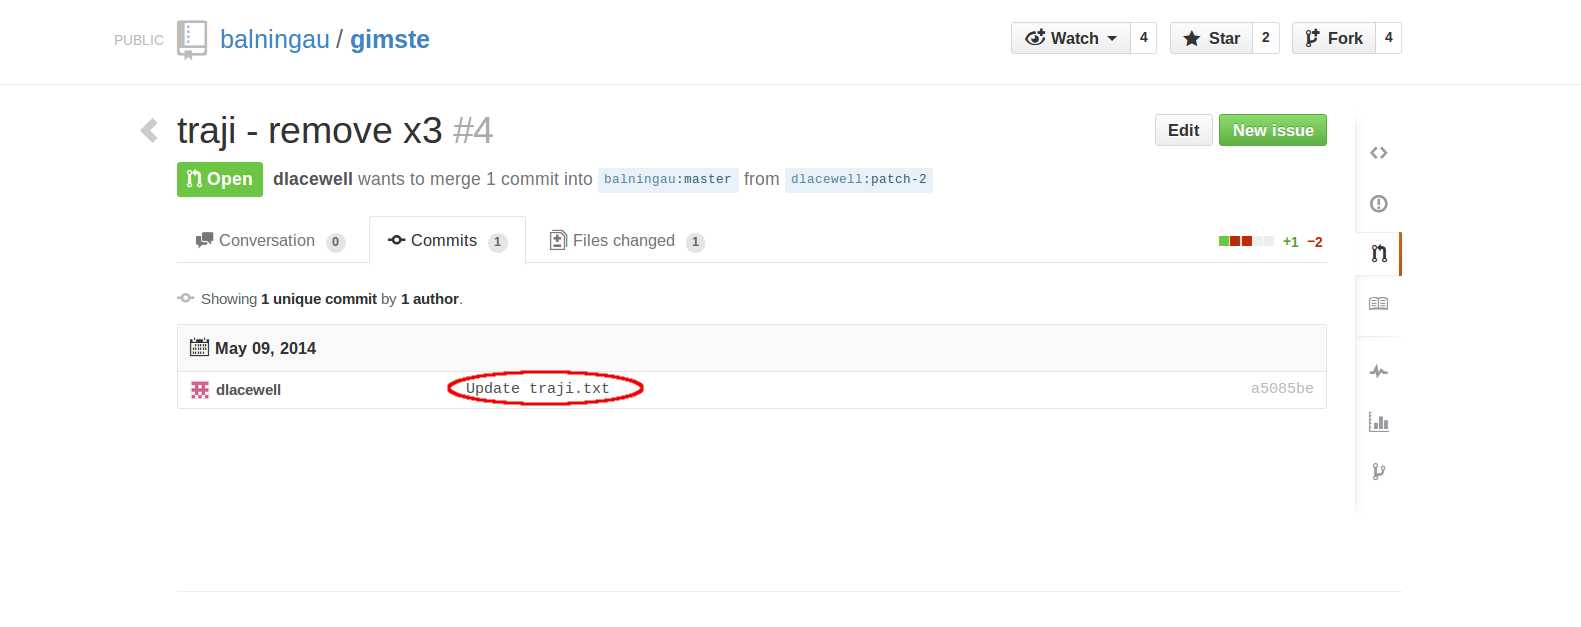 PUBLIC balningau / gimste Watch 4 Star 2 Fork 4
traji - remove x3 #4 Edit New issue
Open dlacewell wants to merge 1 commit into balningau:master from dlacewell:patch-2
Conversation 0 Commits 1 Files changed 1 +1 −2
Showing 1 unique commit by 1 author.
May 09, 2014
dlacewell Update traji.txt a5085be